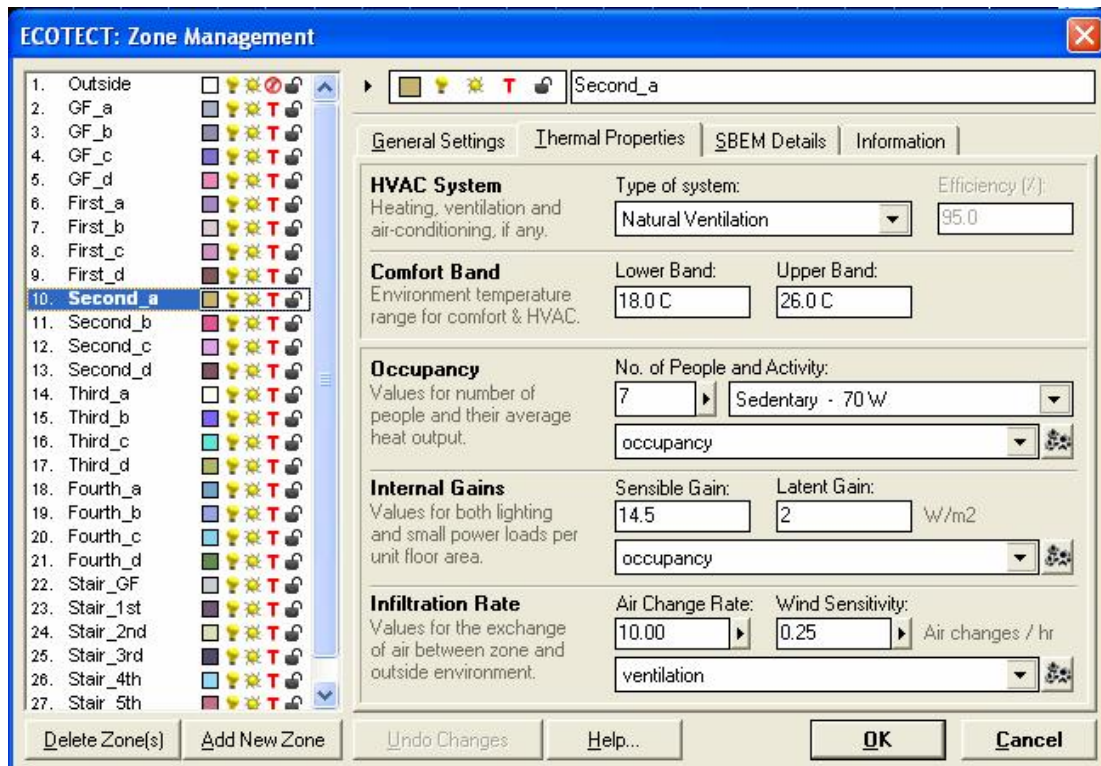 ECOTECT: Zone Management
1. Outside
2. GF_a
3. GF_b
4. GF_c
5. GF_d
6. First_a
7. First_b
8. First_c
9. First_d
10. Second_a
11. Second_b
12. Second_c
13. Second_d
14. Third_a
15. Third_b
16. Third_c
17. Third_d
18. Fourth_a
19. Fourth_b
20. Fourth_c
21. Fourth_d
22. Stair_GF
23. Stair_1st
24. Stair_2nd
25. Stair_3rd
26. Stair_4th
27. Stair 5th
Delete Zone(s) Add New Zone
Second_a
General Settings Thermal Properties SBEM Details Information
HVAC System Type of system: Efficiency (%):
Heating, ventilation and
air-conditioning, if any.
Natural Ventilation 95.0
Comfort Band Lower Band: Upper Band:
Environment temperature
range for comfort & HVAC.
18.0 C 26.0 C
Occupancy No. of People and Activity:
Values for number of
people and their average
heat output.
7 Sedentary - 70 W
occupancy
Internal Gains Sensible Gain: Latent Gain:
Values for both lighting
and small power loads per
unit floor area.
14.5 2 W/m2
occupancy
Infiltration Rate Air Change Rate: Wind Sensitivity:
Values for the exchange
of air between zone and
outside environment.
10.00 0.25 Air changes / hr
ventilation
Undo Changes Help... OK Cancel